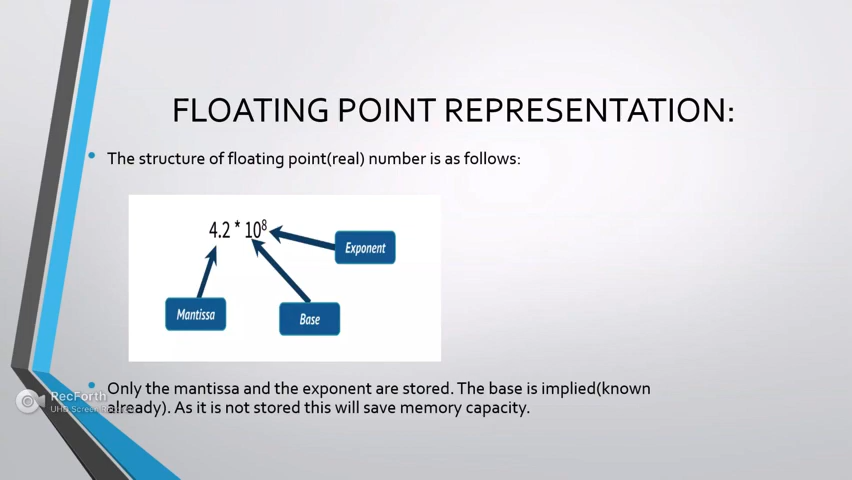 FLOATING POINT REPRESENTATION:
• The structure of floating point(real) number is as follows:
4.2 * 10⁸
Exponent
Mantissa
Base
• Only the mantissa and the exponent are stored. The base is implied(known
already). As it is not stored this will save memory capacity.
RecForth